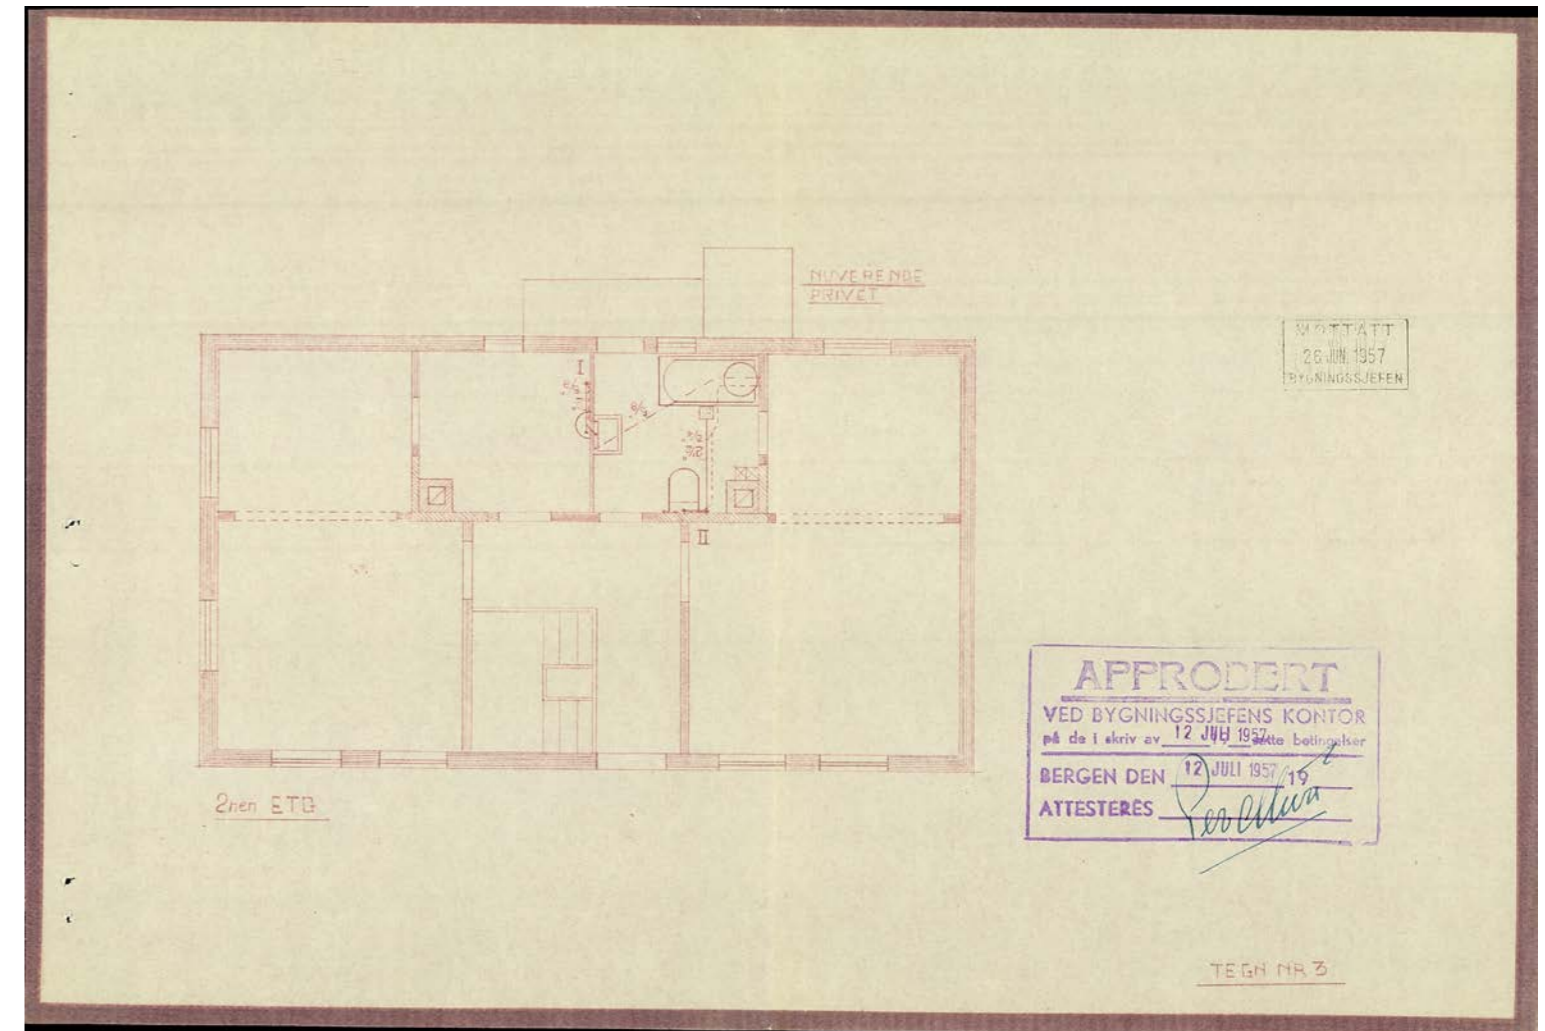 NUVERENDE
PRIVET
MOTTATT
26 JUN. 1957
BYGNINGSSJEFEN
I
II
APPROBERT
VED BYGNINGSSJEFENS KONTOR
på de i skriv av 12 JULI 1957 satte betingelser
BERGEN DEN 12 JULI 1957 19
ATTESTERES
2nen ETG
TEGN NR 3